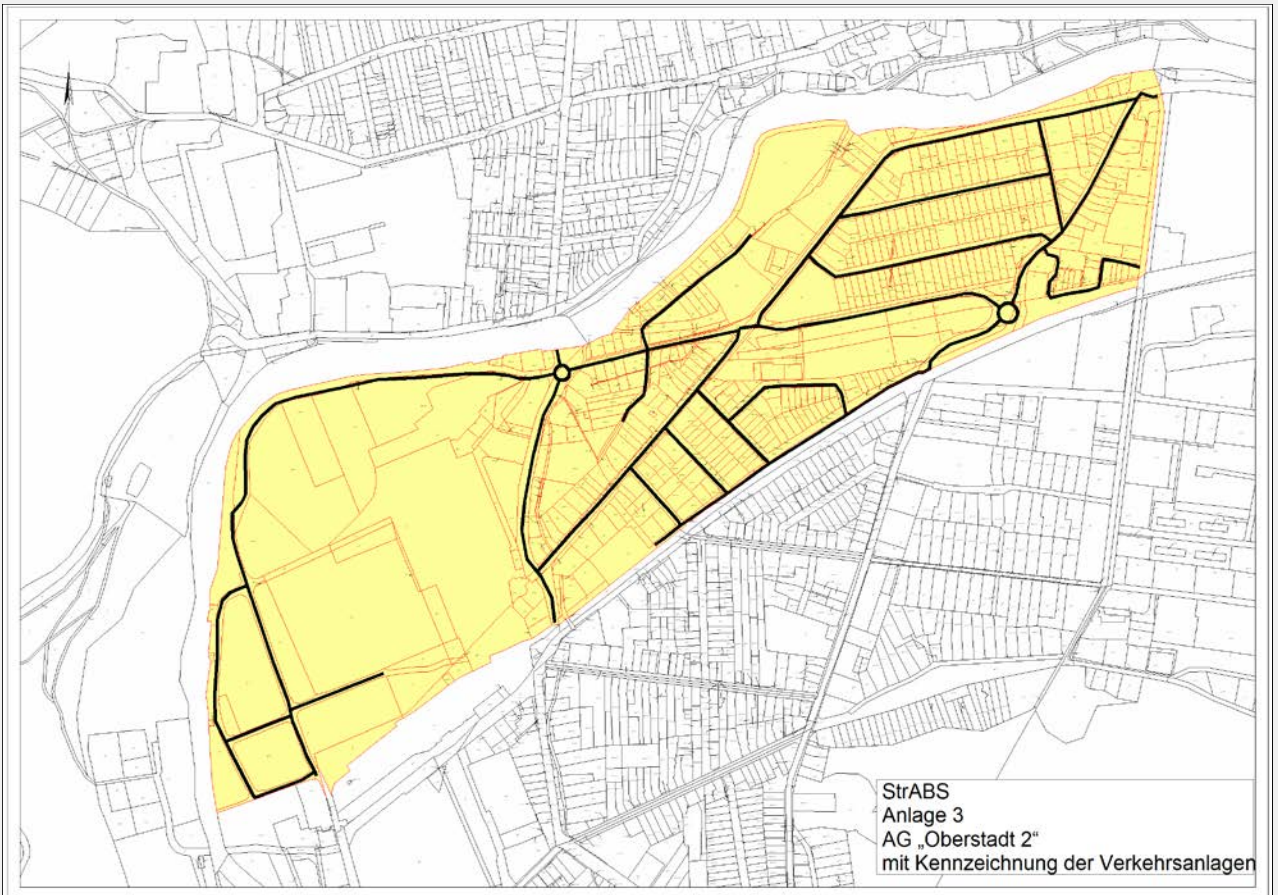 StrABS
Anlage 3
AG „Oberstadt 2“
mit Kennzeichnung der Verkehrsanlagen